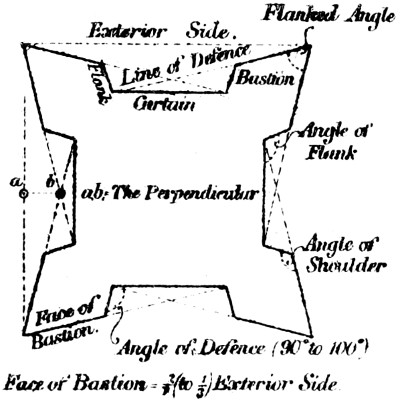 Flanked Angle
Exterior Side.
Line of Defence
Flank
Bastion
Curtain
Angle of
Flank
a
b
ab: The Perpendicular
Angle of
Shoulder
Face of
Bastion.
Angle of Defence (90° to 100°)
Face of Bastion = 2/7 (to 1/3) Exterior Side.